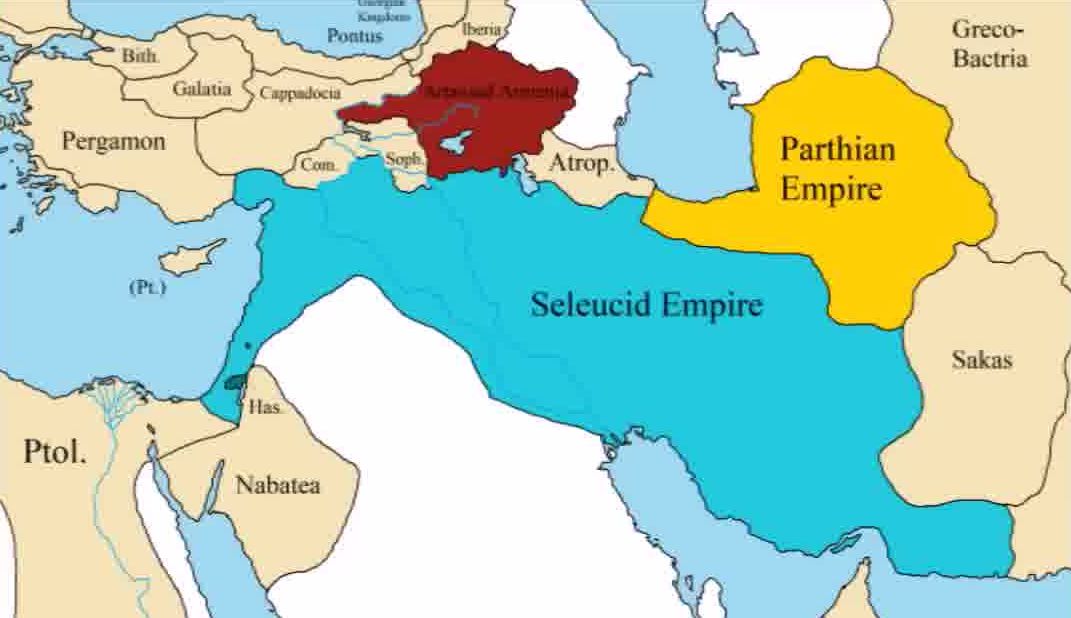 Georgian
Kingdoms
Pontus
Iberia
Greco-
Bactria
Bith.
Galatia
Cappadocia
Artaxiad Armenia
Pergamon
Com.
Soph.
Atrop.
Parthian
Empire
(Pt.)
Seleucid Empire
Sakas
Has.
Ptol.
Nabatea